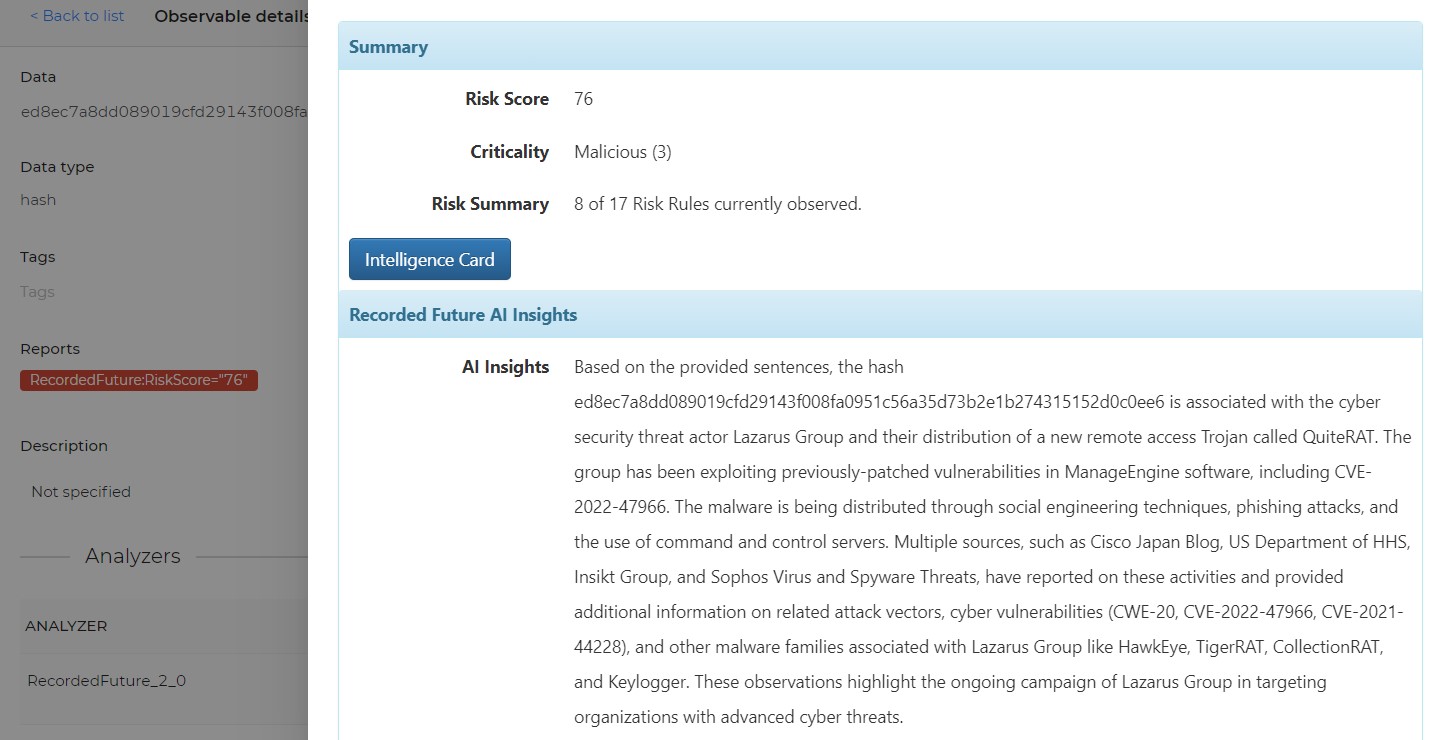 < Back to list Observable details
Data
ed8ec7a8dd089019cfd29143f008fa
Data type
hash
Tags
Tags
Reports
RecordedFuture:RiskScore="76"
Description
Not specified
Analyzers
ANALYZER
RecordedFuture_2_0
Summary
Risk Score 76
Criticality Malicious (3)
Risk Summary 8 of 17 Risk Rules currently observed.
Intelligence Card
Recorded Future AI Insights
AI Insights Based on the provided sentences, the hash
ed8ec7a8dd089019cfd29143f008fa0951c56a35d73b2e1b274315152d0c0ee6 is associated with the cyber
security threat actor Lazarus Group and their distribution of a new remote access Trojan called QuiteRAT. The
group has been exploiting previously-patched vulnerabilities in ManageEngine software, including CVE-
2022-47966. The malware is being distributed through social engineering techniques, phishing attacks, and
the use of command and control servers. Multiple sources, such as Cisco Japan Blog, US Department of HHS,
Insikt Group, and Sophos Virus and Spyware Threats, have reported on these activities and provided
additional information on related attack vectors, cyber vulnerabilities (CWE-20, CVE-2022-47966, CVE-2021-
44228), and other malware families associated with Lazarus Group like HawkEye, TigerRAT, CollectionRAT,
and Keylogger. These observations highlight the ongoing campaign of Lazarus Group in targeting
organizations with advanced cyber threats.